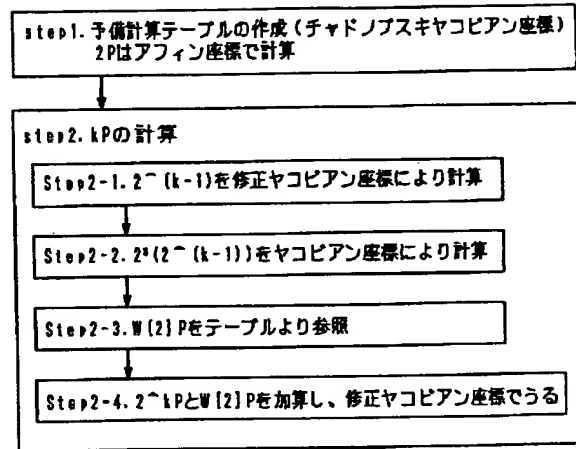 step1.予備計算テーブルの作成(チャドノブスキヤコビアン座標)
2Pはアフィン座標で計算
step2.kPの計算
Step2-1.2^(k-1)を修正ヤコビアン座標により計算
Step2-2.2*(2^(k-1))をヤコビアン座標により計算
Step2-3.W[2]Pをテーブルより参照
Step2-4.2^kPとW[2]Pを加算し、修正ヤコビアン座標でうる